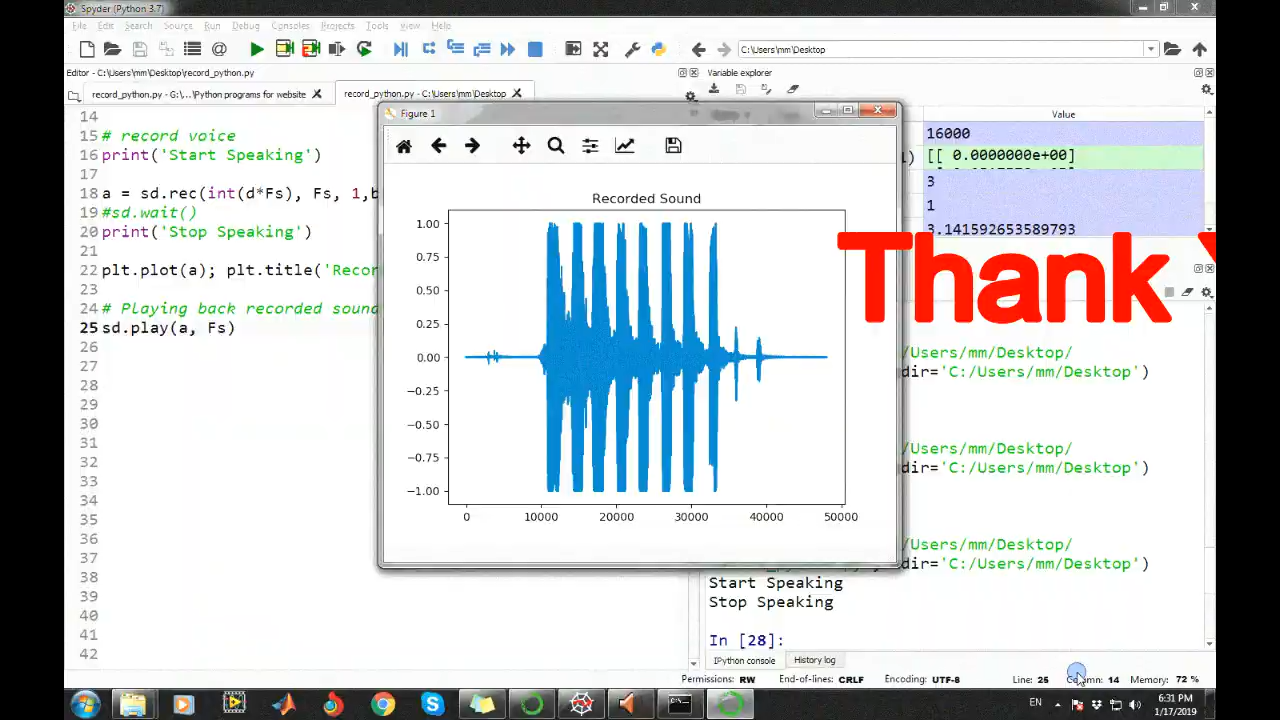 Spyder (Python 3.7)
File Edit Search Source Run Debug Consoles Projects Tools View Help
C:\Users\mm\Desktop
Editor - C:\Users\mm\Desktop\record_python.py
Variable explorer
record_python.py - G:\...\Python programs for website
record_python.py - C:\Users\mm\Desktop
Figure 1
Value
14
15 # record voice
16 print('Start Speaking')
17
18 a = sd.rec(int(d*Fs), Fs, 1,b
19 #sd.wait()
20 print('Stop Speaking')
21
22 plt.plot(a); plt.title('Recor
23
24 # Playing back recorded sound
25 sd.play(a, Fs)
26
27
28
29
30
31
32
33
34
35
36
37
38
39
40
41
42
Recorded Sound
1.00
0.75
0.50
0.25
0.00
−0.25
−0.50
−0.75
−1.00
0 10000 20000 30000 40000 50000
16000
1) [[ 0.0000000e+00]
3
1
3.141592653589793
Thank Y
/Users/mm/Desktop/
dir='C:/Users/mm/Desktop')
/Users/mm/Desktop/
dir='C:/Users/mm/Desktop')
/Users/mm/Desktop/
dir='C:/Users/mm/Desktop')
Start Speaking
Stop Speaking
In [28]:
IPython console History log
Permissions: RW End-of-lines: CRLF Encoding: UTF-8 Line: 25 Column: 14 Memory: 72 %
EN
6:31 PM
1/17/2019